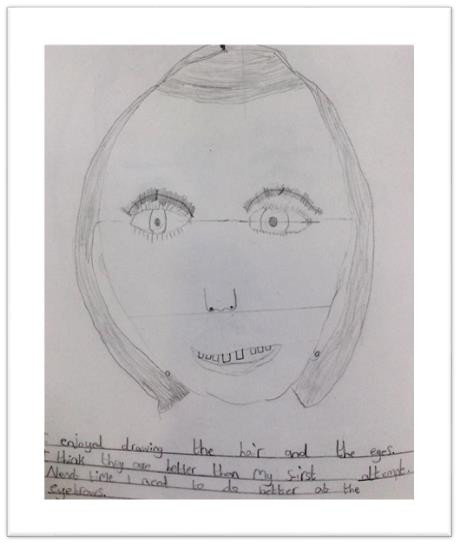 I enjoyed drawing the hair and the eyes.
I think they are better than my first attempt.
Next time I need to do better at the
eyebrows.